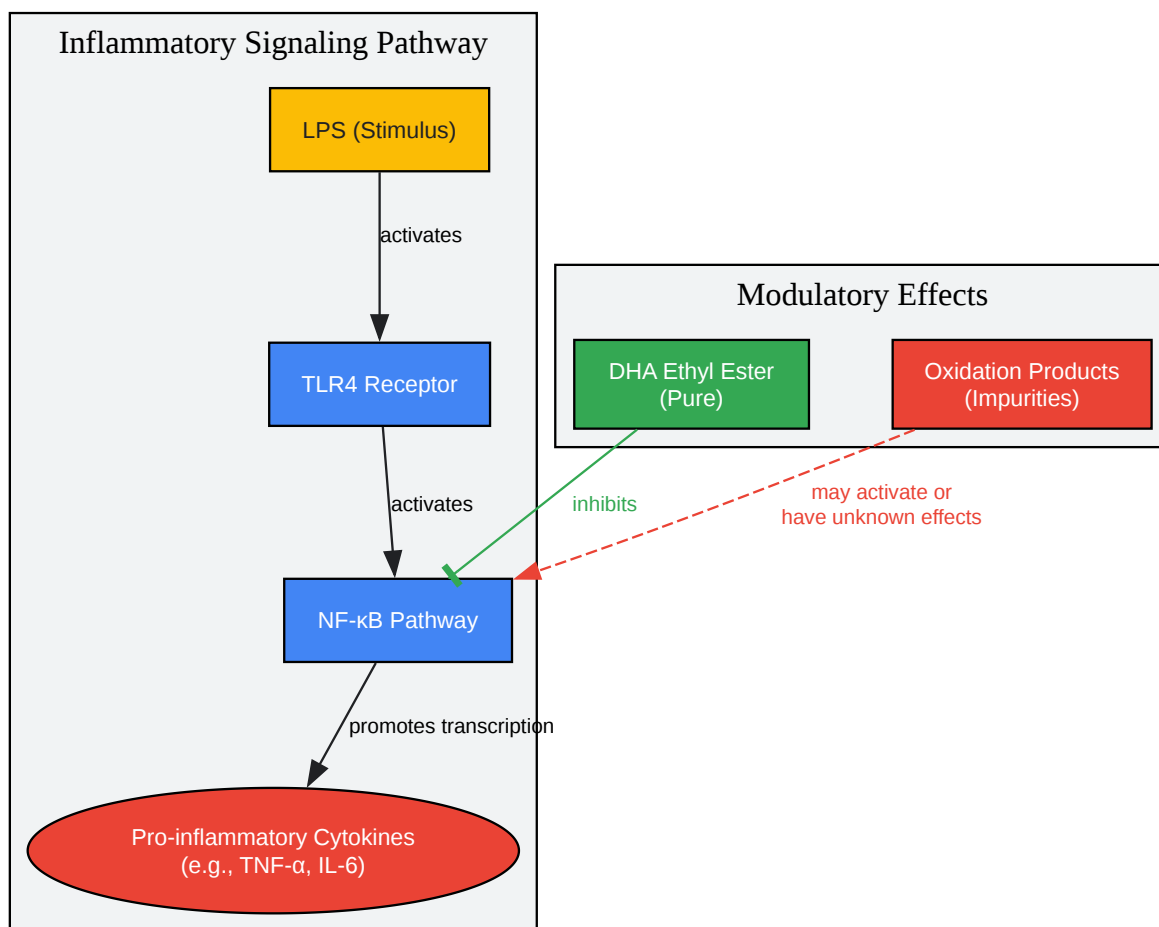 Inflammatory Signaling Pathway
LPS (Stimulus)
activates
Modulatory Effects
TLR4 Receptor
DHA Ethyl Ester
(Pure)
Oxidation Products
(Impurities)
activates
inhibits
may activate or
have unknown effects
NF-κB Pathway
promotes transcription
Pro-inflammatory Cytokines
(e.g., TNF-α, IL-6)